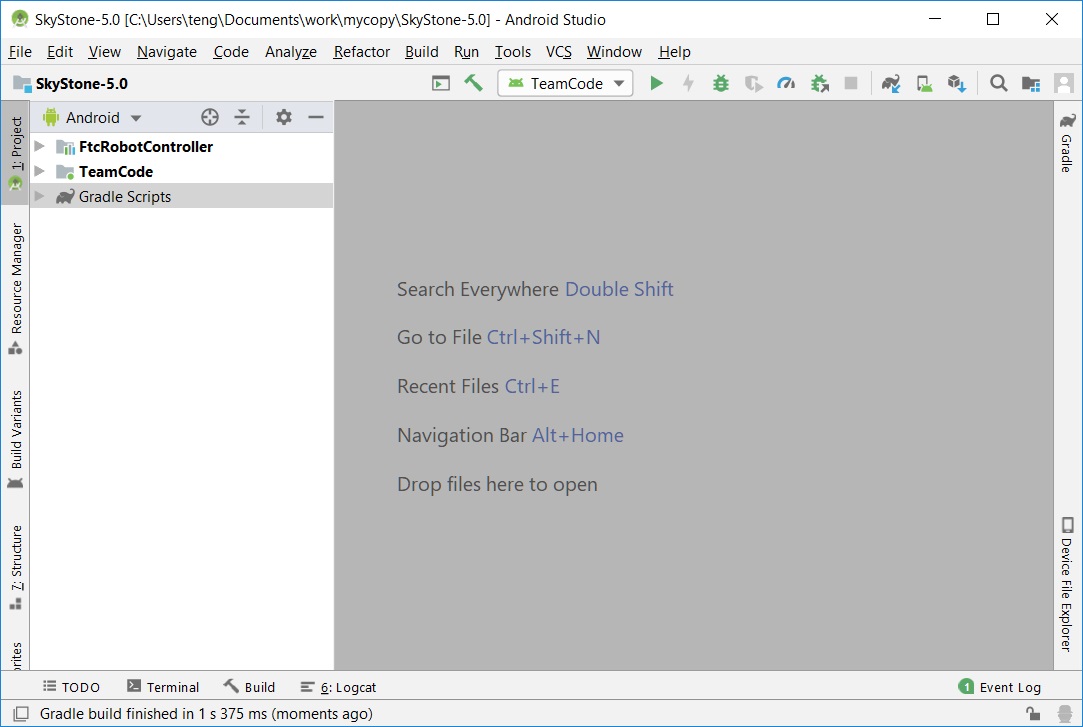 SkyStone-5.0 [C:\Users\teng\Documents\work\mycopy\SkyStone-5.0] - Android Studio
File Edit View Navigate Code Analyze Refactor Build Run Tools VCS Window Help
SkyStone-5.0
TeamCode
1: Project
Resource Manager
Build Variants
7: Structure
rites
Android
FtcRobotController
TeamCode
Gradle Scripts
Search Everywhere Double Shift
Go to File Ctrl+Shift+N
Recent Files Ctrl+E
Navigation Bar Alt+Home
Drop files here to open
Gradle
Device File Explorer
TODO Terminal Build 6: Logcat 1 Event Log
Gradle build finished in 1 s 375 ms (moments ago)